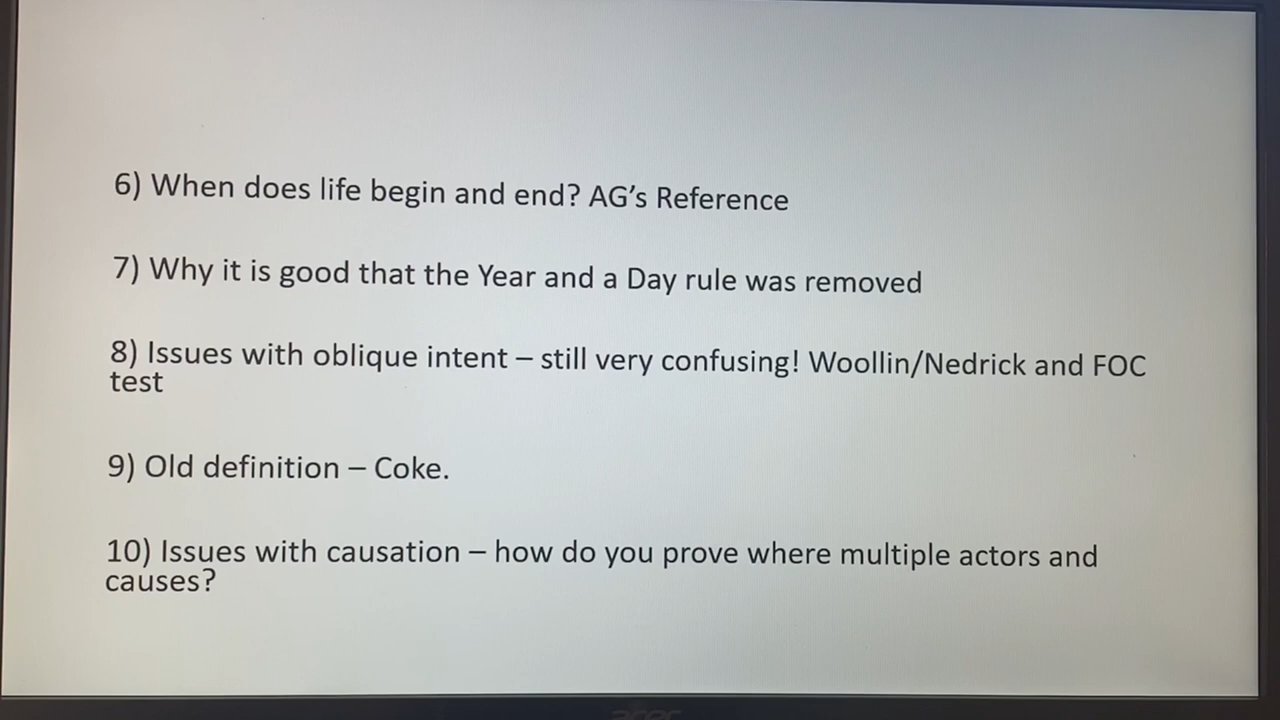 6) When does life begin and end? AG’s Reference
7) Why it is good that the Year and a Day rule was removed
8) Issues with oblique intent – still very confusing! Woollin/Nedrick and FOC
test
9) Old definition – Coke.
10) Issues with causation – how do you prove where multiple actors and
causes?
acer